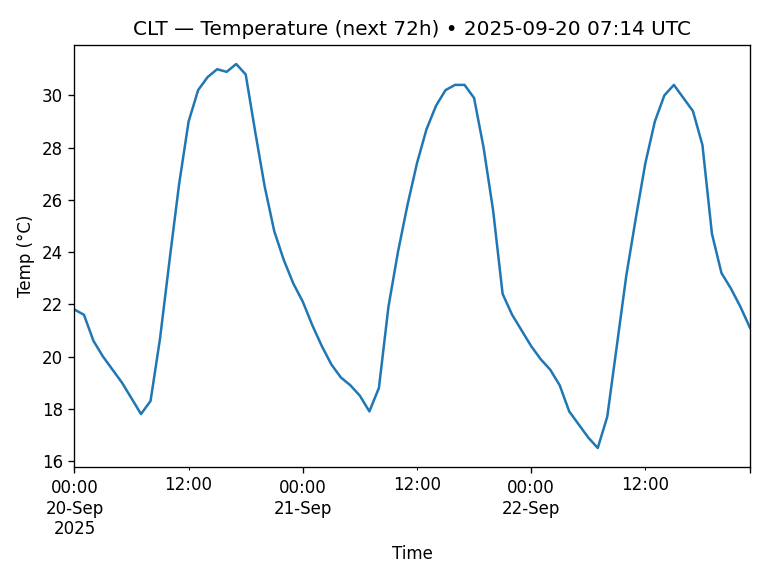 CLT — Temperature (next 72h) • 2025-09-20 07:14 UTC
Temp (°C)
30
28
26
24
22
20
18
16
00:00 12:00 00:00 12:00 00:00 12:00
20-Sep 21-Sep 22-Sep
2025
Time